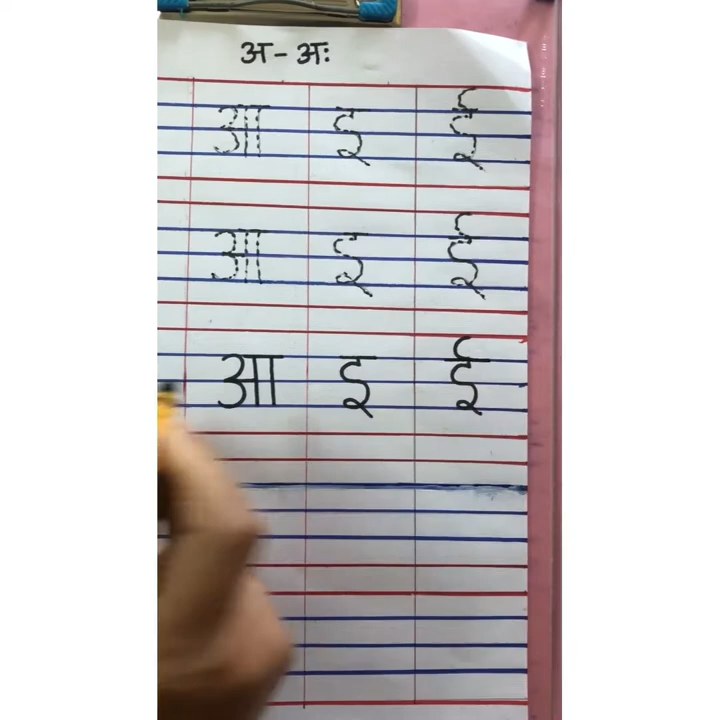 अ - अः
आ इ ई
आ इ ई
आ इ ई